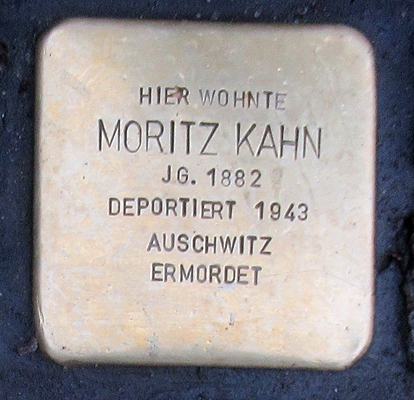 HIER WOHNTE
MORITZ KAHN
JG. 1882
DEPORTIERT 1943
AUSCHWITZ
ERMORDET